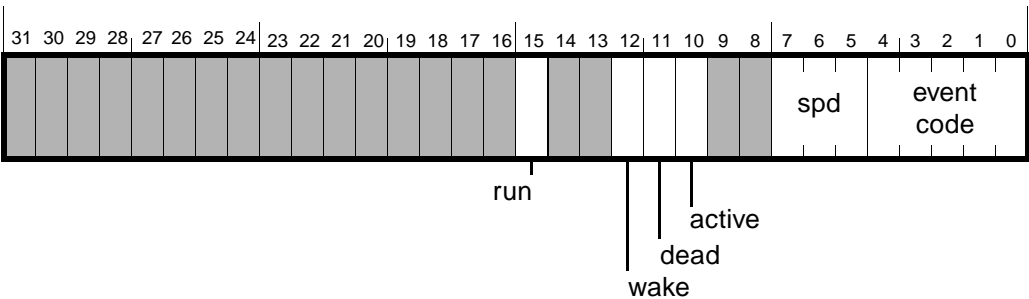 31 30 29 28 27 26 25 24 23 22 21 20 19 18 17 16 15 14 13 12 11 10 9 8 7 6 5 4 3 2 1 0
spd
event
code
run
active
dead
wake